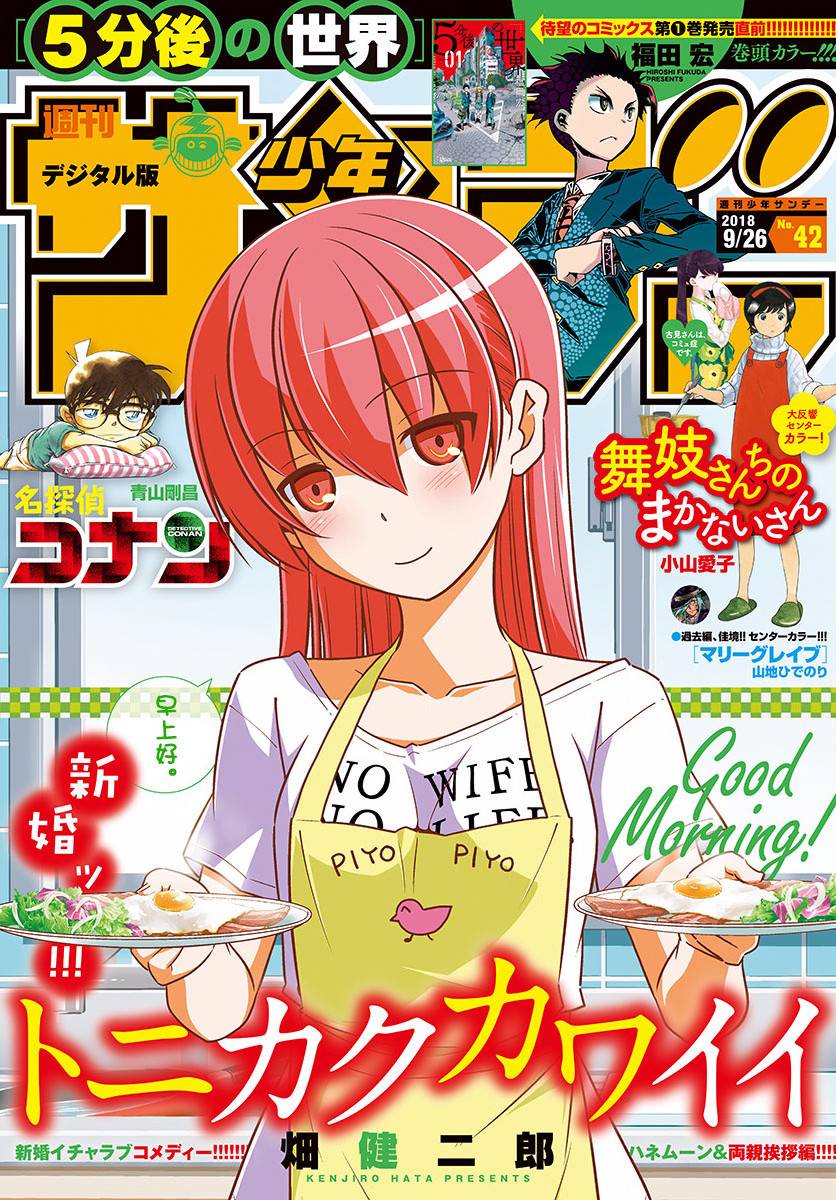 [5分後の世界]
待望のコミックス第❶巻発売直前!!!!!!!!!!!!!!
福田 宏
HIROSHI FUKUDA
PRESENTS
巻頭カラー!!!
5分後の世界
01
週刊
少年
サンデー
デジタル版
週刊少年サンデー
2018
9/26
No.42
古見さんは、
コミュ症
です。
大反響
センター
カラー!
舞妓さんちの
まかないさん
小山愛子
●過去編、佳境!! センターカラー!!!
[マリーグレイブ]
山地ひでのり
名探偵
青山剛昌
コナン
DETECTIVE
CONAN
早上好。
Good
Morning!
新婚ッ!!!
NO WIFE
NO LIFE
PIYO PIYO
トニカクカワイイ
新婚イチャラブコメディー!!!!!!!
畑 健二郎
KENJIRO HATA PRESENTS
ハネムーン&両親挨拶編!!!!